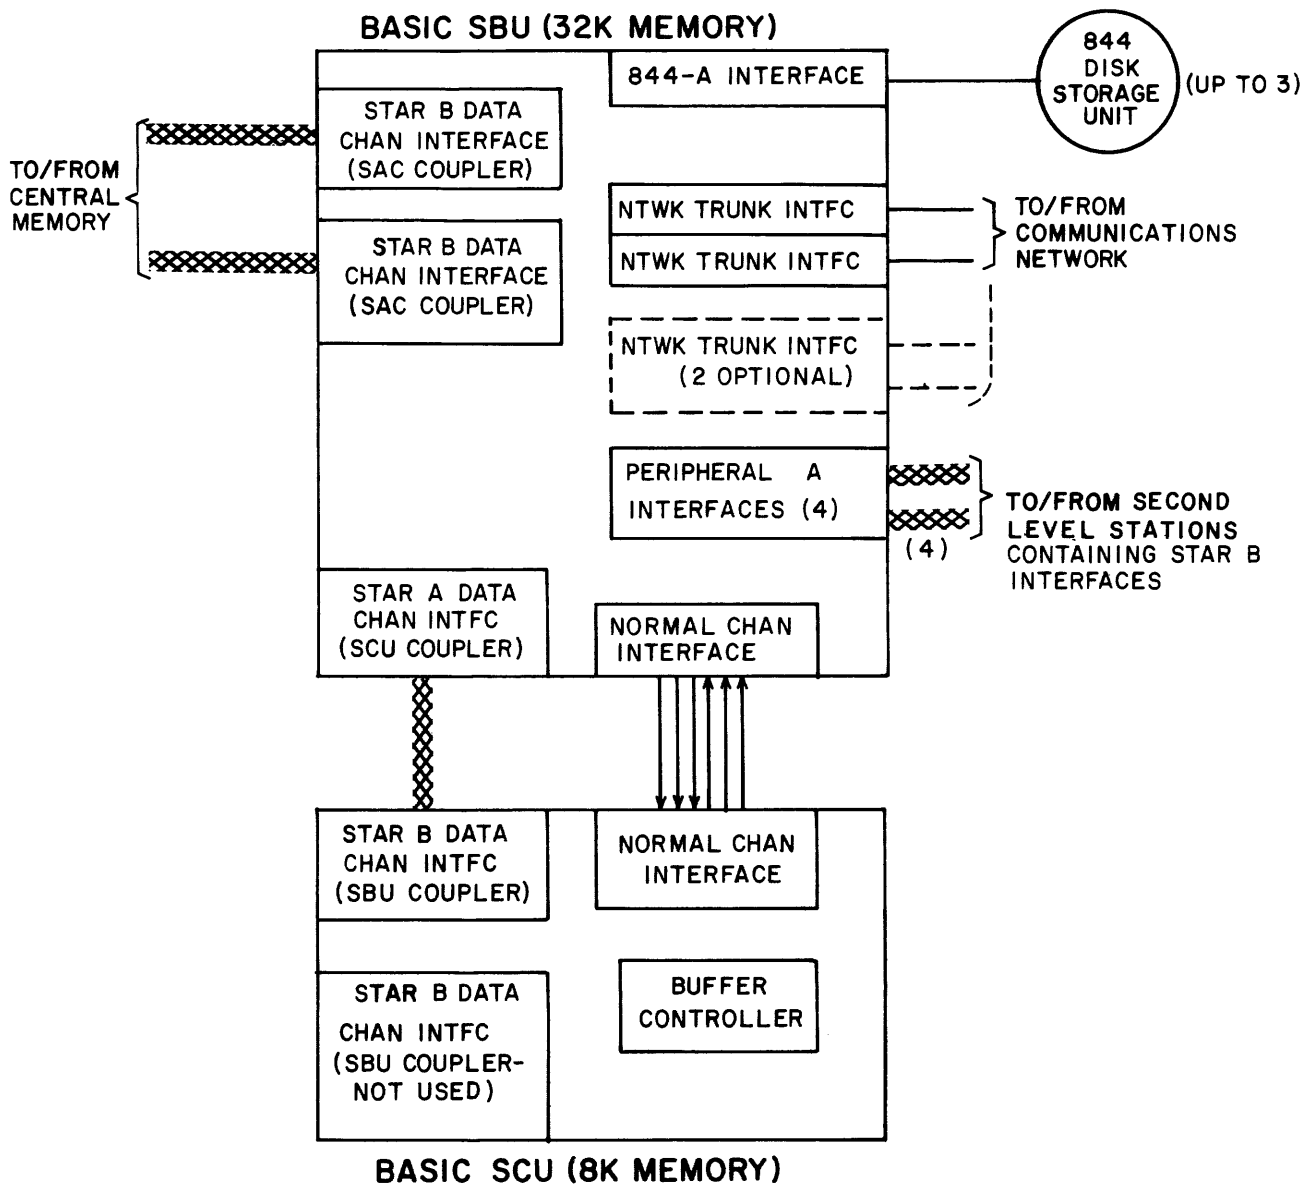 BASIC SBU (32K MEMORY)
844-A INTERFACE
844
DISK
STORAGE
UNIT
(UP TO 3)
STAR B DATA
CHAN INTERFACE
(SAC COUPLER)
TO/FROM
CENTRAL
MEMORY
STAR B DATA
CHAN INTERFACE
(SAC COUPLER)
NTWK TRUNK INTFC
NTWK TRUNK INTFC
TO/FROM
COMMUNICATIONS
NETWORK
NTWK TRUNK INTFC
(2 OPTIONAL)
PERIPHERAL A
INTERFACES (4)
(4)
TO/FROM SECOND
LEVEL STATIONS
CONTAINING STAR B
INTERFACES
STAR A DATA
CHAN INTFC
(SCU COUPLER)
NORMAL CHAN
INTERFACE
STAR B DATA
CHAN INTFC
(SBU COUPLER)
NORMAL CHAN
INTERFACE
STAR B DATA
CHAN INTFC
(SBU COUPLER-
NOT USED)
BUFFER
CONTROLLER
BASIC SCU (8K MEMORY)